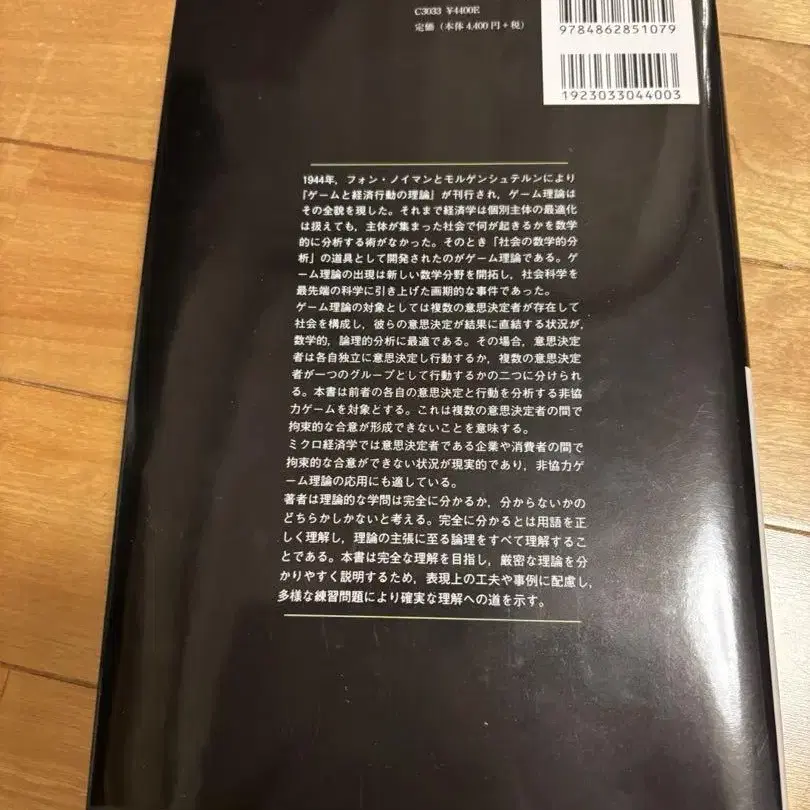 C3033 ¥4400E
定価(本体4,400円+税)
9784862851079
1923033044003
1944年,フォン・ノイマンとモルゲンシュテルンにより
『ゲームと経済行動の理論』が刊行され,ゲーム理論は
その全貌を現した。それまで経済学は個別主体の最適化
は扱えても,主体が集まった社会で何が起きるかを数学
的に分析する術がなかった。そのとき「社会の数学的分
析」の道具として開発されたのがゲーム理論である。ゲ
ーム理論の出現は新しい数学分野を開拓し,社会科学を
最先端の科学に引き上げた画期的な事件であった。
ゲーム理論の対象としては複数の意思決定者が存在して
社会を構成し,彼らの意思決定が結果に直結する状況が,
数学的,論理的分析に最適である。その場合,意思決定
者は各自独立に意思決定し行動するか,複数の意思決定
者が一つのグループとして行動するかの二つに分けられ
る。本書は前者の各自の意思決定と行動を分析する非協
力ゲームを対象とする。これは複数の意思決定者の間で
拘束的な合意が形成できないことを意味する。
ミクロ経済学では意思決定者である企業や消費者の間で
拘束的な合意ができない状況が現実的であり,非協力ゲ
ーム理論の応用にも適している。
著者は理論的な学問は完全に分かるか,分からないかの
どちらかしかないと考える。完全に分かるとは用語を正
しく理解し,理論の主張に至る論理をすべて理解するこ
とである。本書は完全な理解を目指し,厳密な理論を分
かりやすく説明するため,表現上の工夫や事例に配慮し,
多様な練習問題により確実な理解への道を示す。